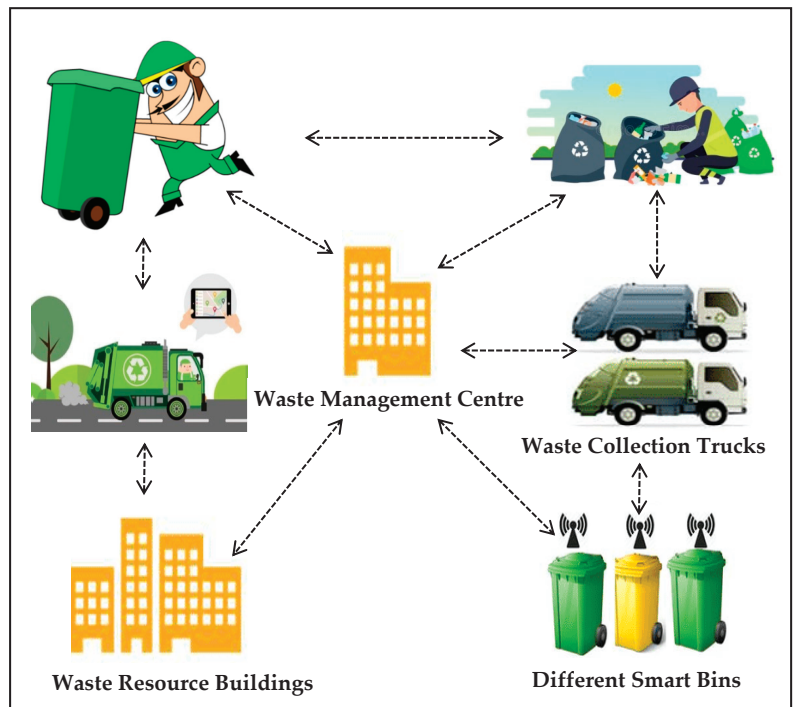 Waste Management Centre
Waste Collection Trucks
Waste Resource Buildings
Different Smart Bins